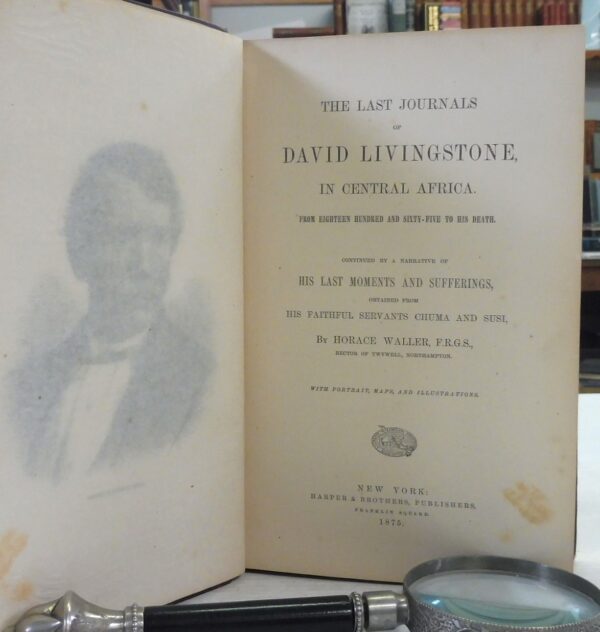 THE LAST JOURNALS
OF
DAVID LIVINGSTONE,
IN CENTRAL AFRICA.
FROM EIGHTEEN HUNDRED AND SIXTY-FIVE TO HIS DEATH.
CONTINUED BY A NARRATIVE OF
HIS LAST MOMENTS AND SUFFERINGS,
OBTAINED FROM
HIS FAITHFUL SERVANTS CHUMA AND SUSI,
BY HORACE WALLER, F.R.G.S.,
RECTOR OF TWYWELL, NORTHAMPTON.
WITH PORTRAIT, MAPS, AND ILLUSTRATIONS.
NEW YORK:
HARPER & BROTHERS, PUBLISHERS,
FRANKLIN SQUARE.
1875.